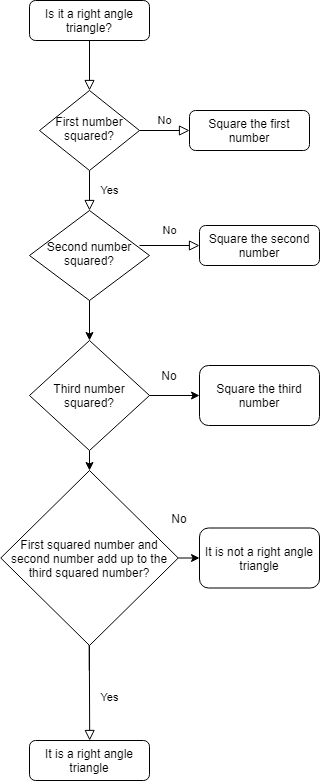 Is it a right angle
triangle?
First number
squared?
No
Square the first
number
Yes
Second number
squared?
No
Square the second
number
Third number
squared?
No
Square the third
number
First squared number and
second number add up to the
third squared number?
No
It is not a right angle
triangle
Yes
It is a right angle
triangle